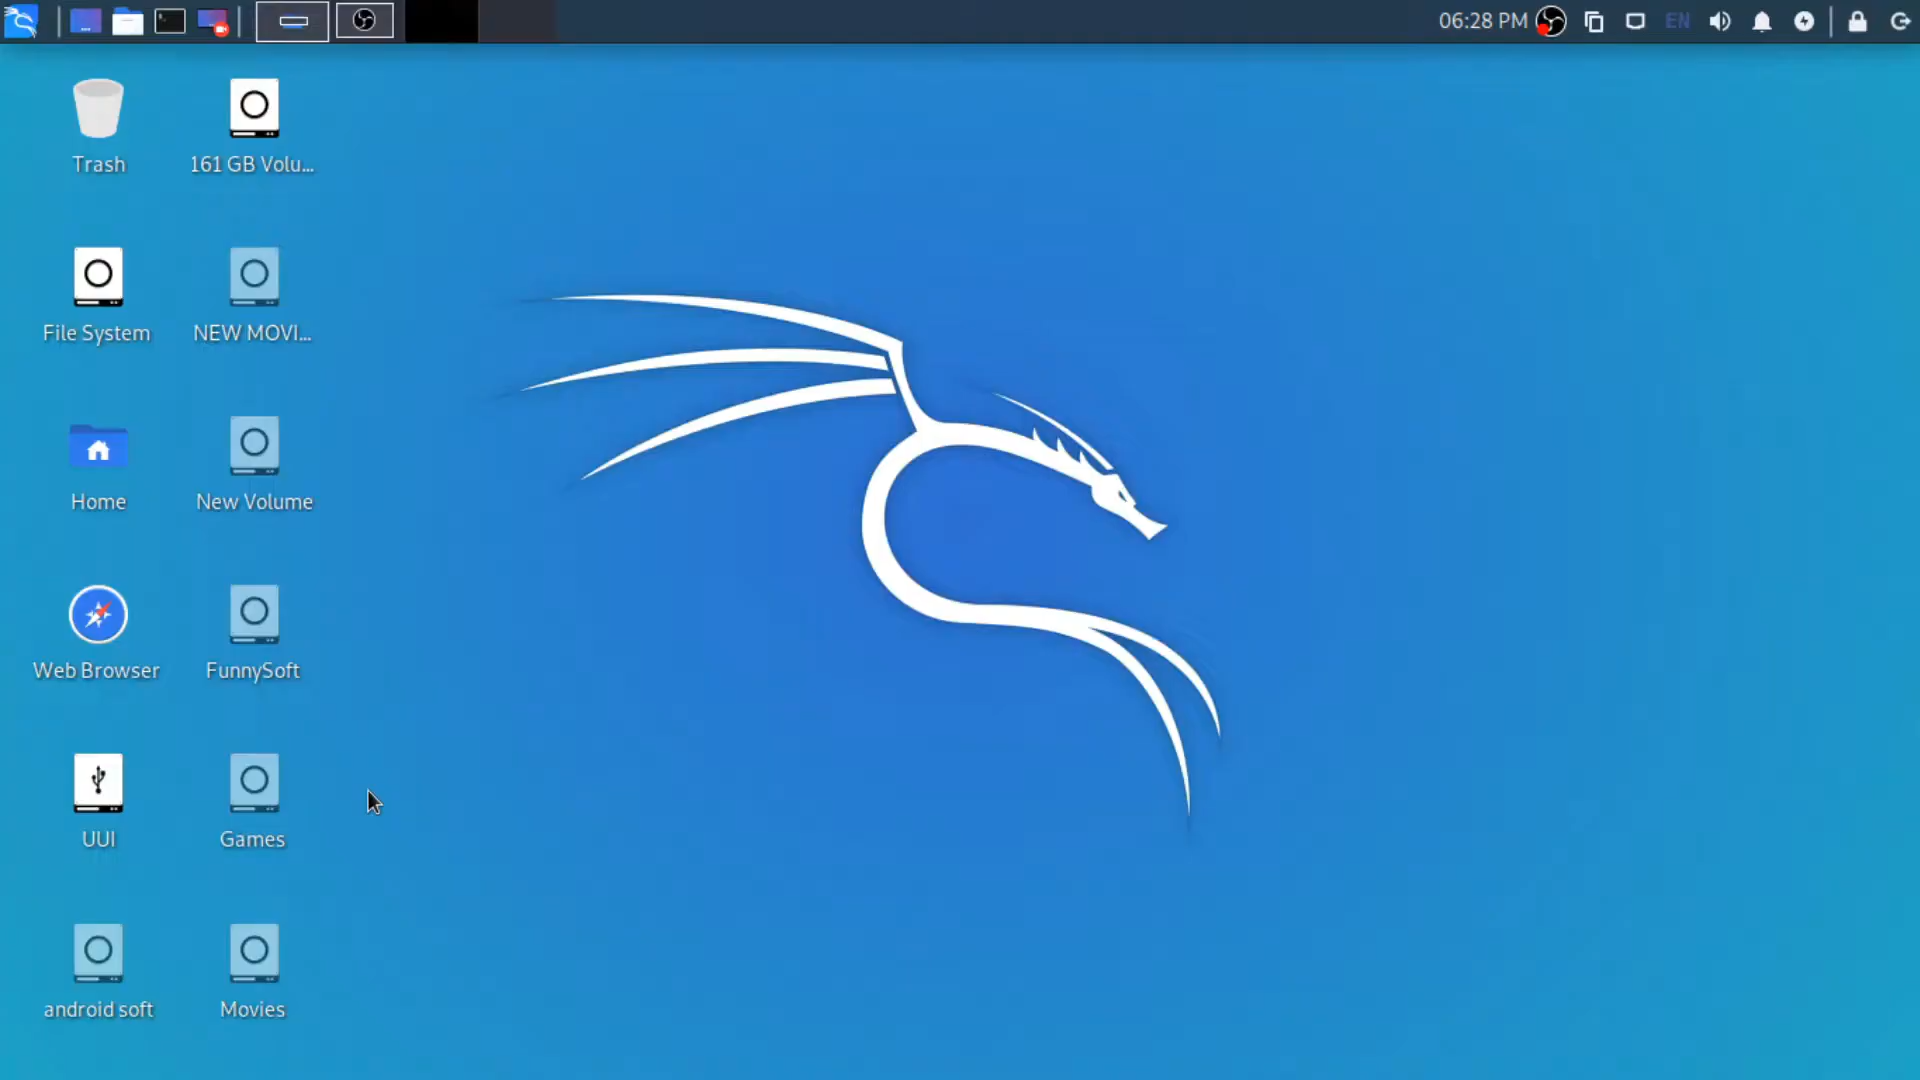 06:28 PM
EN
Trash
161 GB Volu...
File System
NEW MOVI...
Home
New Volume
Web Browser
FunnySoft
UUI
Games
android soft
Movies